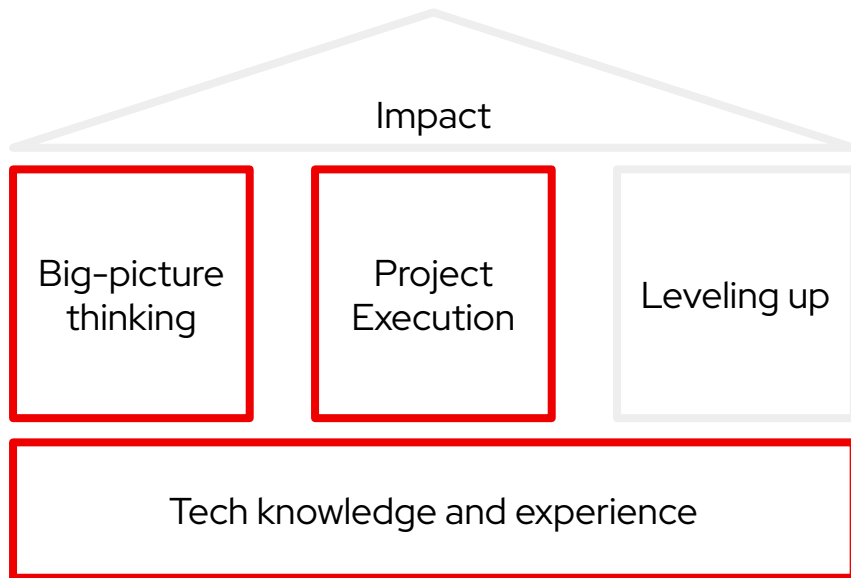 Impact
Big-picture
thinking
Project
Execution
Leveling up
Tech knowledge and experience